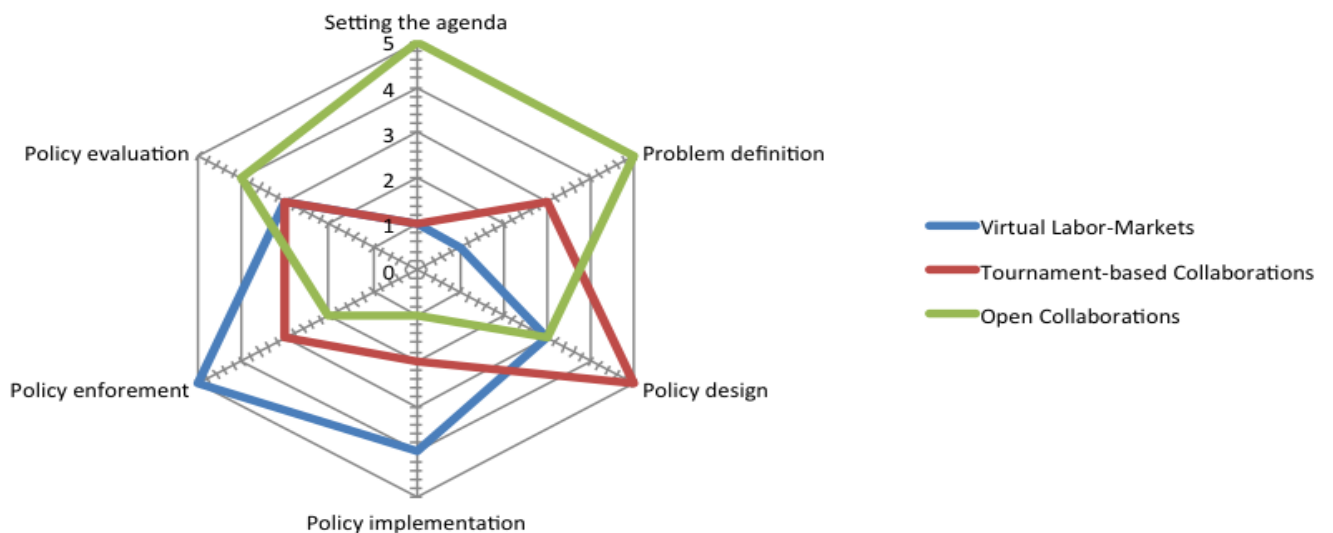 Setting the agenda
5
4
3
2
1
0
Policy evaluation
Problem definition
Policy enforement
Policy design
Policy implementation
Virtual Labor-Markets
Tournament-based Collaborations
Open Collaborations